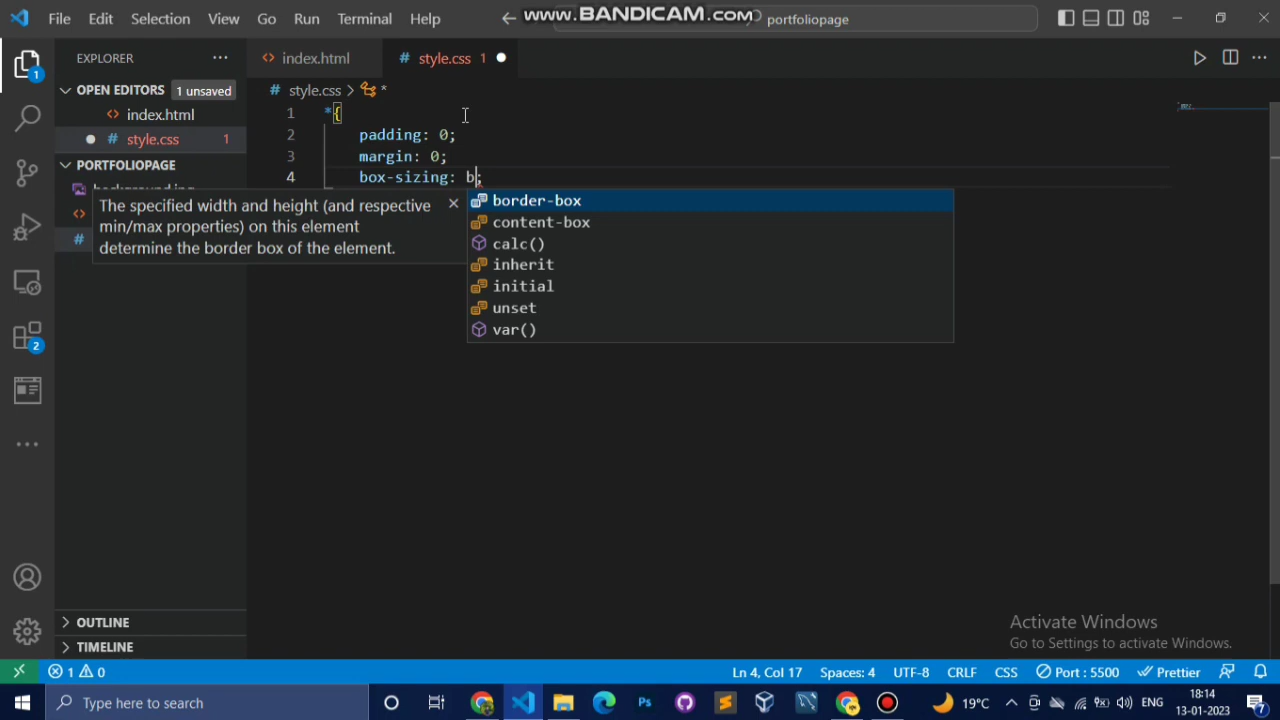 File Edit Selection View Go Run Terminal Help
www.BANDICAM.com
portfoliopage
EXPLORER
index.html
style.css 1
OPEN EDITORS 1 unsaved
style.css > *
index.html
style.css 1
PORTFOLIOPAGE
1 *{
2 padding: 0;
3 margin: 0;
4 box-sizing: b;
The specified width and height (and respective
min/max properties) on this element
determine the border box of the element.
border-box
content-box
calc()
inherit
initial
unset
var()
1
2
OUTLINE
TIMELINE
Activate Windows
Go to Settings to activate Windows.
1 0
Ln 4, Col 17 Spaces: 4 UTF-8 CRLF CSS Port : 5500 Prettier
Type here to search
Ps
19°C
ENG
18:14
13-01-2023
7